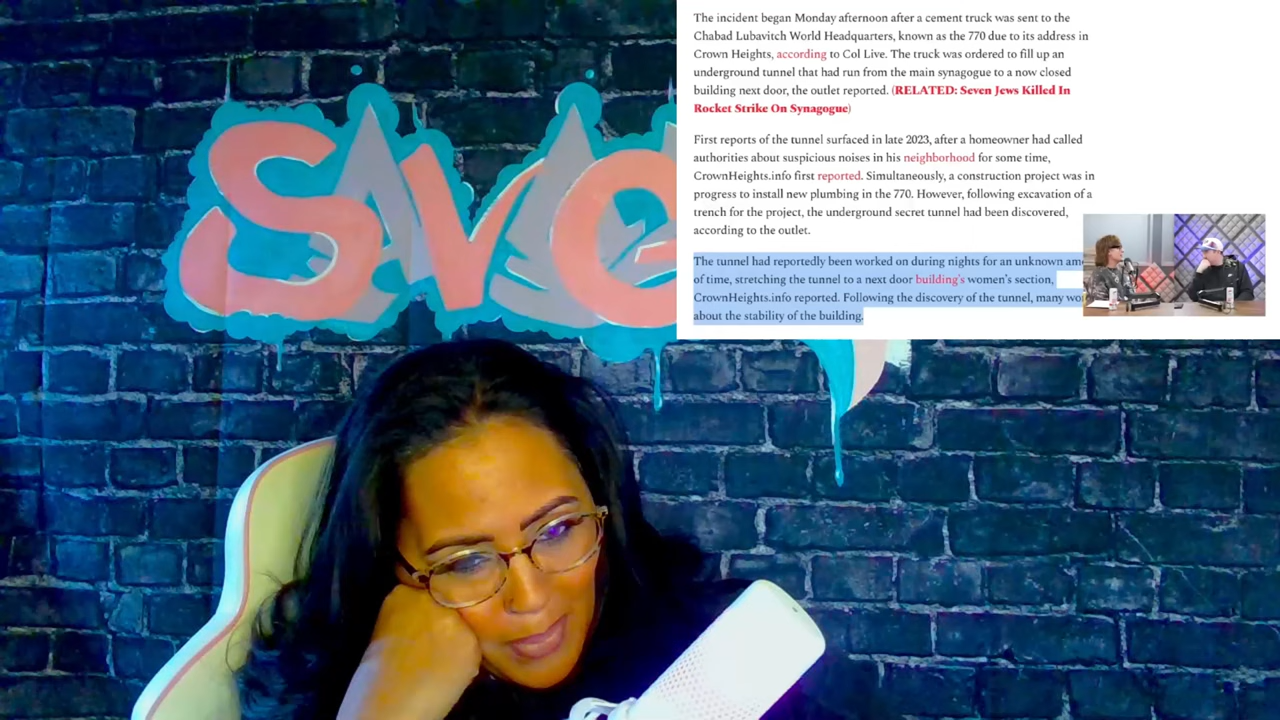 The incident began Monday afternoon after a cement truck was sent to the
Chabad Lubavitch World Headquarters, known as the 770 due to its address in
Crown Heights, according to Col Live. The truck was ordered to fill up an
underground tunnel that had run from the main synagogue to a now closed
building next door, the outlet reported. (RELATED: Seven Jews Killed In
Rocket Strike On Synagogue)
First reports of the tunnel surfaced in late 2023, after a homeowner had called
authorities about suspicious noises in his neighborhood for some time,
CrownHeights.info first reported. Simultaneously, a construction project was in
progress to install new plumbing in the 770. However, following excavation of a
trench for the project, the underground secret tunnel had been discovered,
according to the outlet.
The tunnel had reportedly been worked on during nights for an unknown
of time, stretching the tunnel to a next door building's women's section,
CrownHeights.info reported. Following the discovery of the tunnel, many
about the stability of the building.